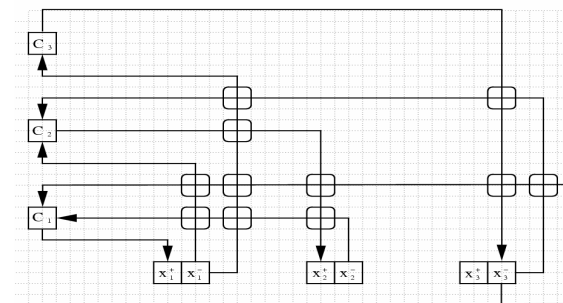 C₃
C₂
C₁
x₁⁺ x₁⁻ x₂⁺ x₂⁻ x₃⁺ x₃⁻